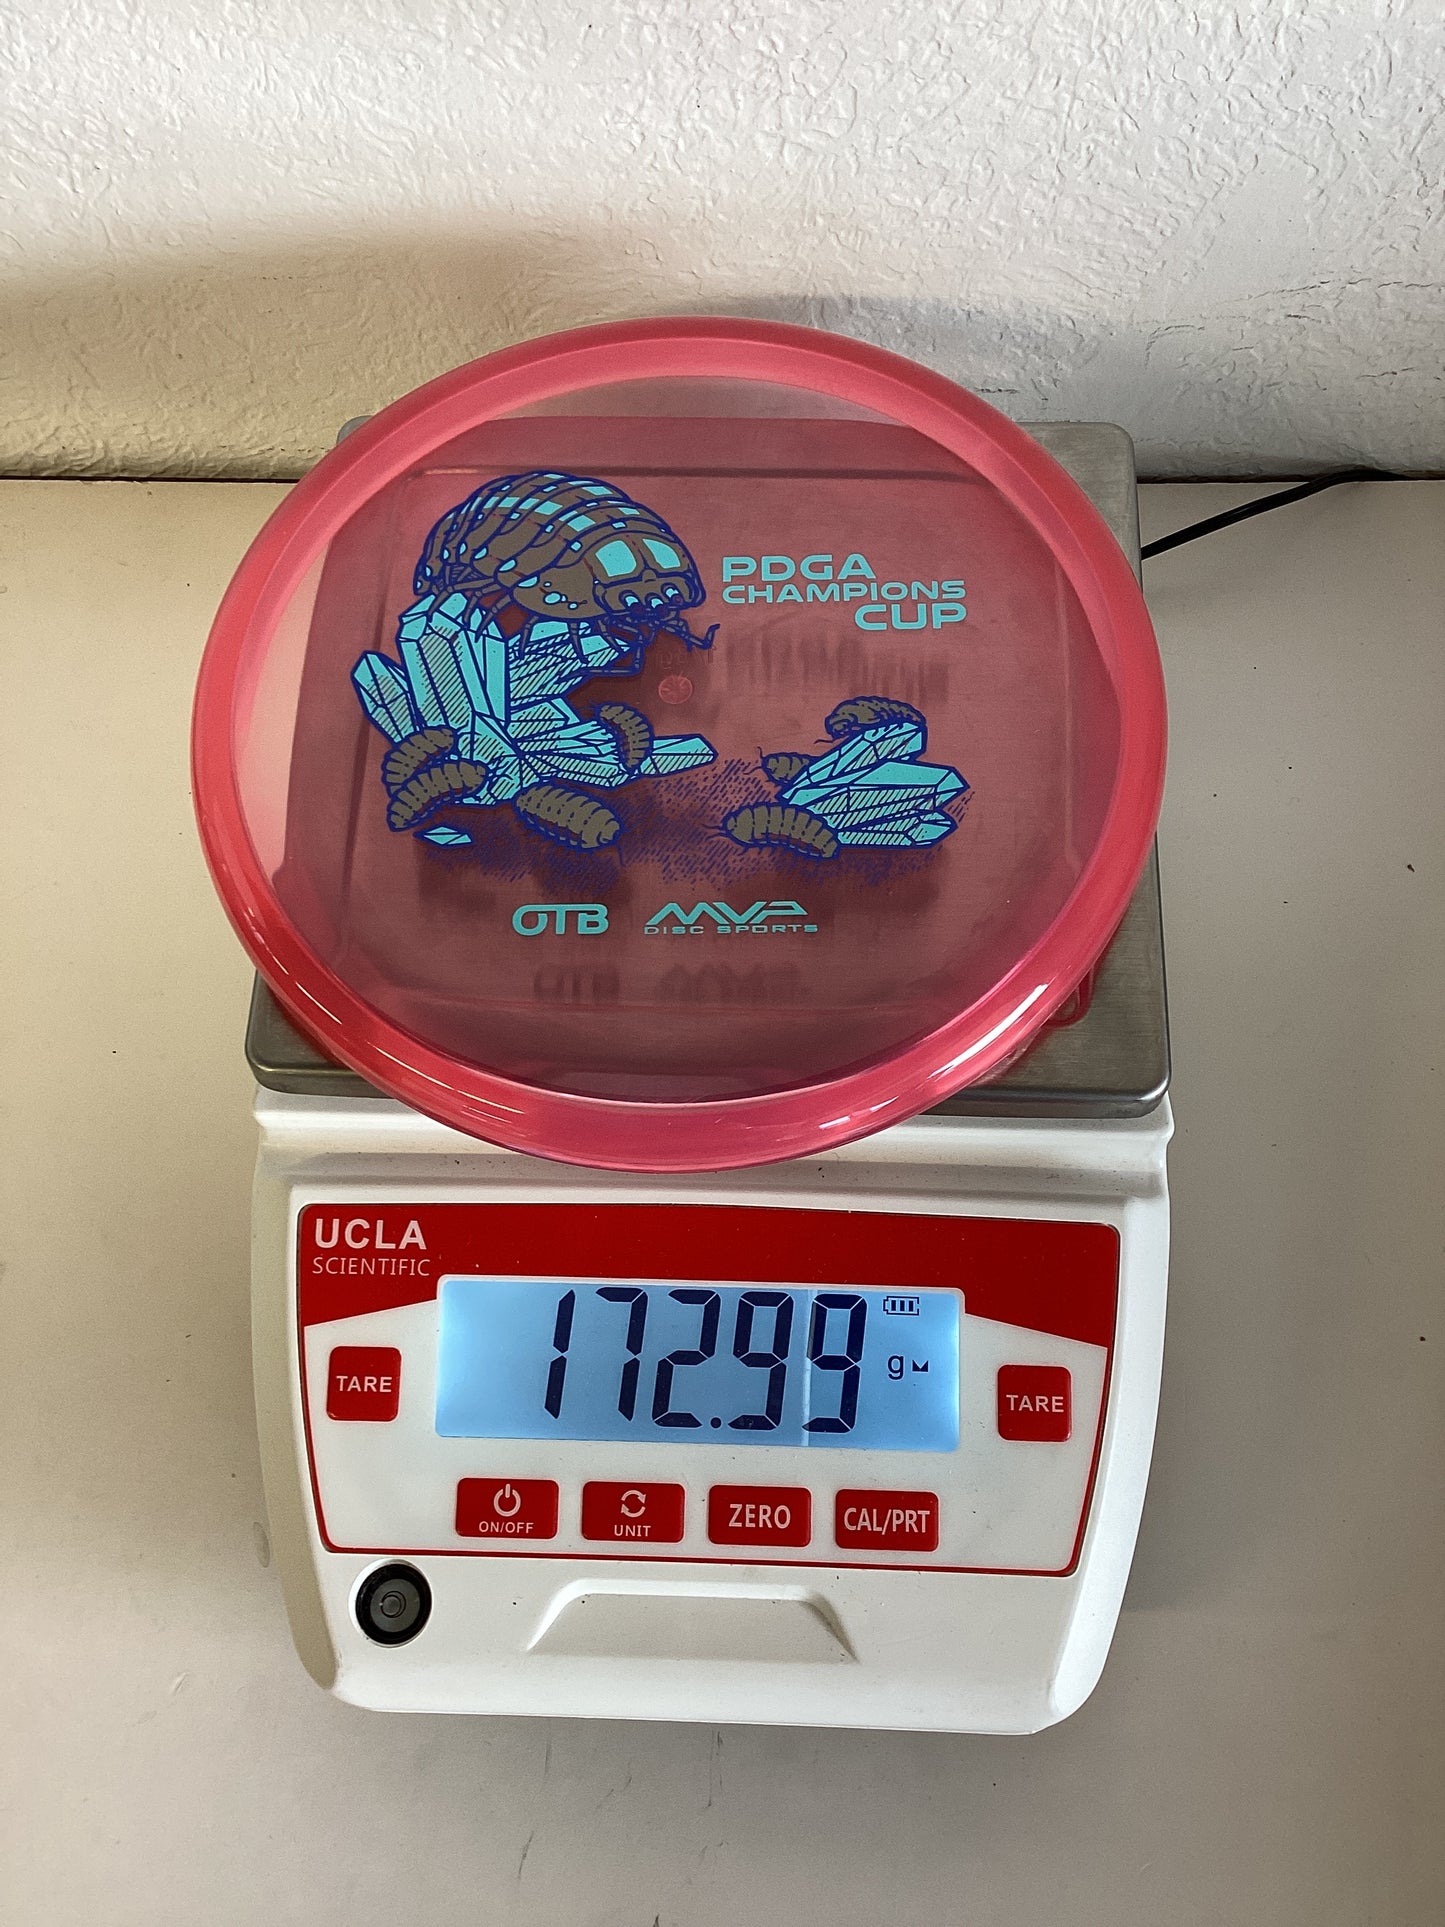 PDGA
CHAMPIONS
CUP
OTB
MVP
DISC SPORTS
UCLA
SCIENTIFIC
172.99
g
TARE
TARE
ON/OFF
UNIT
ZERO
CAL/PRT